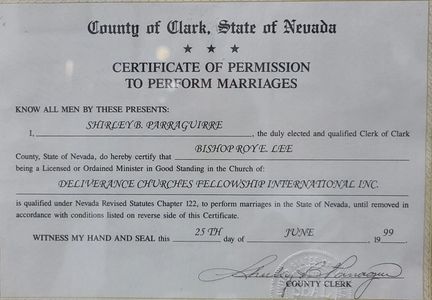 County of Clark, State of Nevada
★ ★ ★
CERTIFICATE OF PERMISSION
TO PERFORM MARRIAGES
KNOW ALL MEN BY THESE PRESENTS:
I, SHIRLEY B. PARRAGUIRRE, the duly elected and qualified Clerk of Clark
County, State of Nevada, do hereby certify that BISHOP ROY E. LEE
being a Licensed or Ordained Minister in Good Standing in the Church of:
DELIVERANCE CHURCHES FELLOWSHIP INTERNATIONAL INC.
is qualified under Nevada Revised Statutes Chapter 122, to perform marriages in the State of Nevada, until removed in
accordance with conditions listed on reverse side of this Certificate.
WITNESS MY HAND AND SEAL this 25TH day of JUNE 19 99
Shirley B Parraguirre
COUNTY CLERK